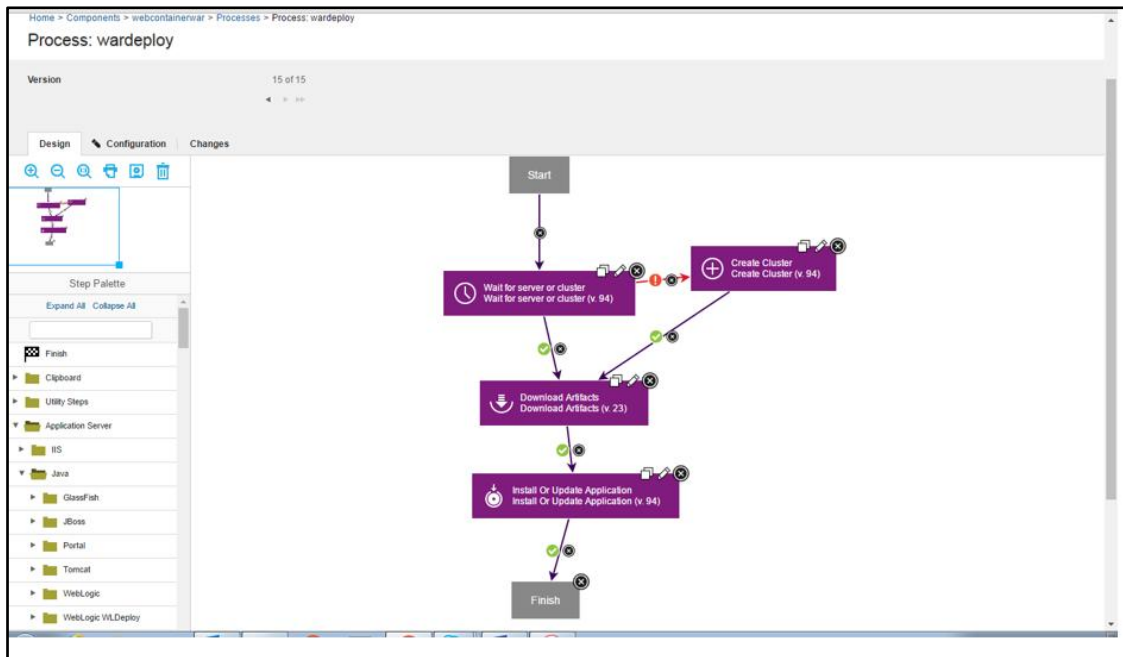 Home > Components > webcontainerwar > Processes > Process: wardeploy
Process: wardeploy
Version
15 of 15
Design
Configuration
Changes
Step Palette
Expand All Collapse All
Finish
Clipboard
Utility Steps
Application Server
IIS
Java
GlassFish
JBoss
Portal
Tomcat
WebLogic
WebLogic WLDeploy
Start
Wait for server or cluster
Wait for server or cluster (v. 94)
Create Cluster
Create Cluster (v. 94)
Download Artifacts
Download Artifacts (v. 23)
Install Or Update Application
Install Or Update Application (v. 94)
Finish